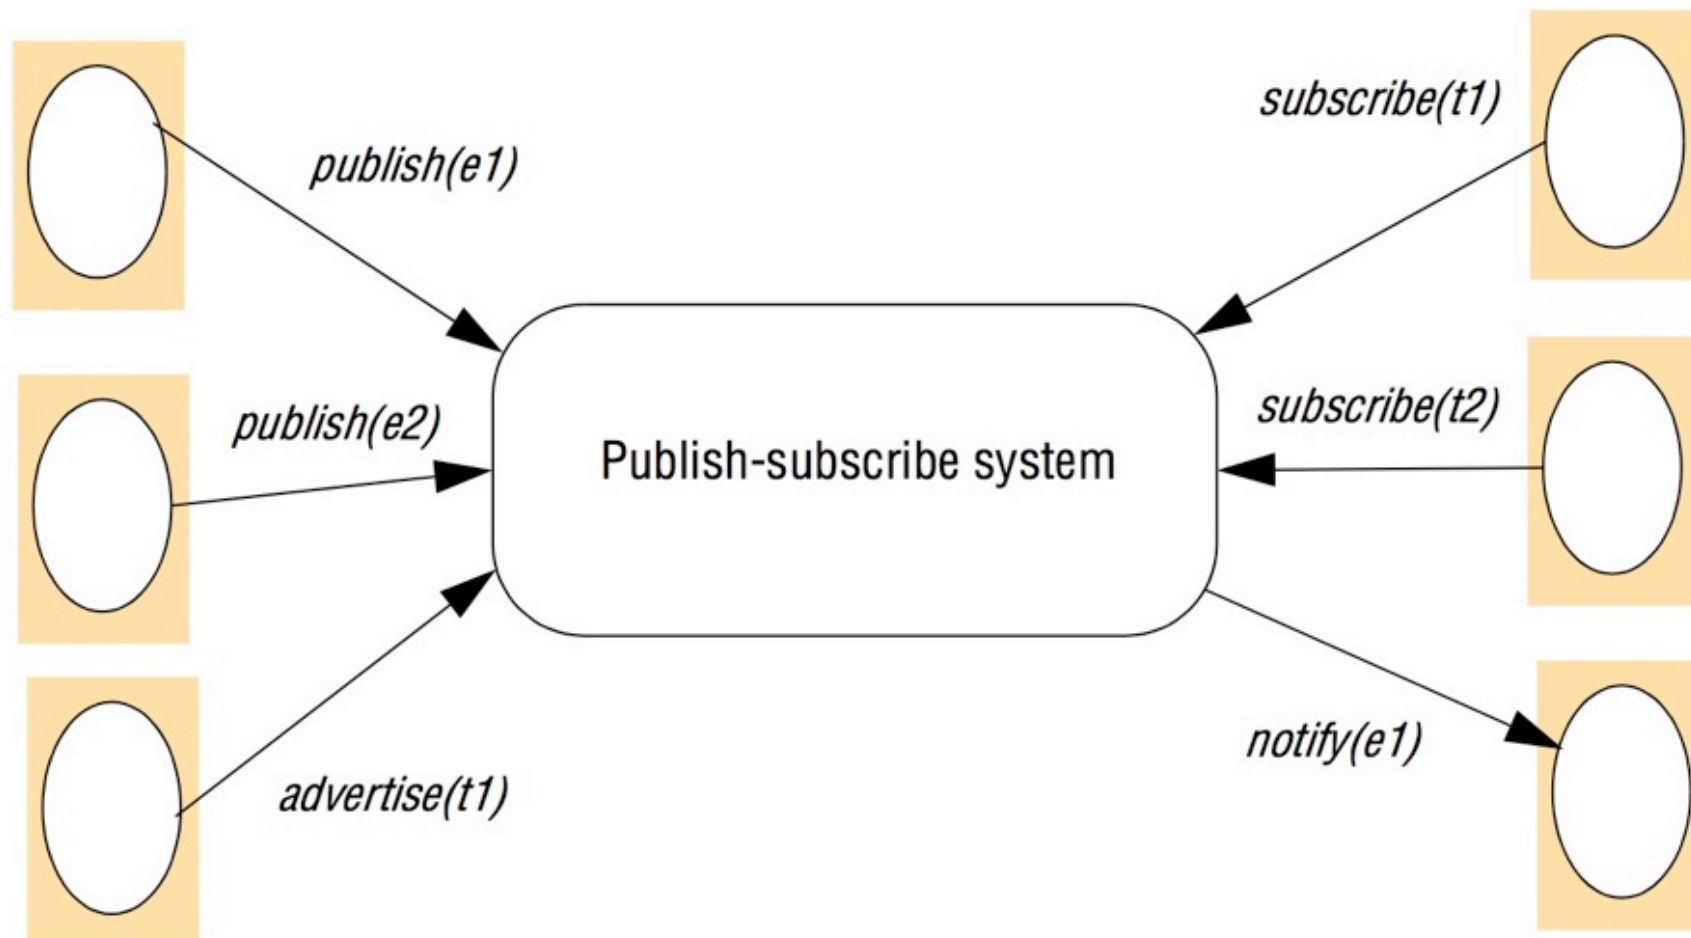 publish(e1)
publish(e2)
advertise(t1)
Publish-subscribe system
subscribe(t1)
subscribe(t2)
notify(e1)